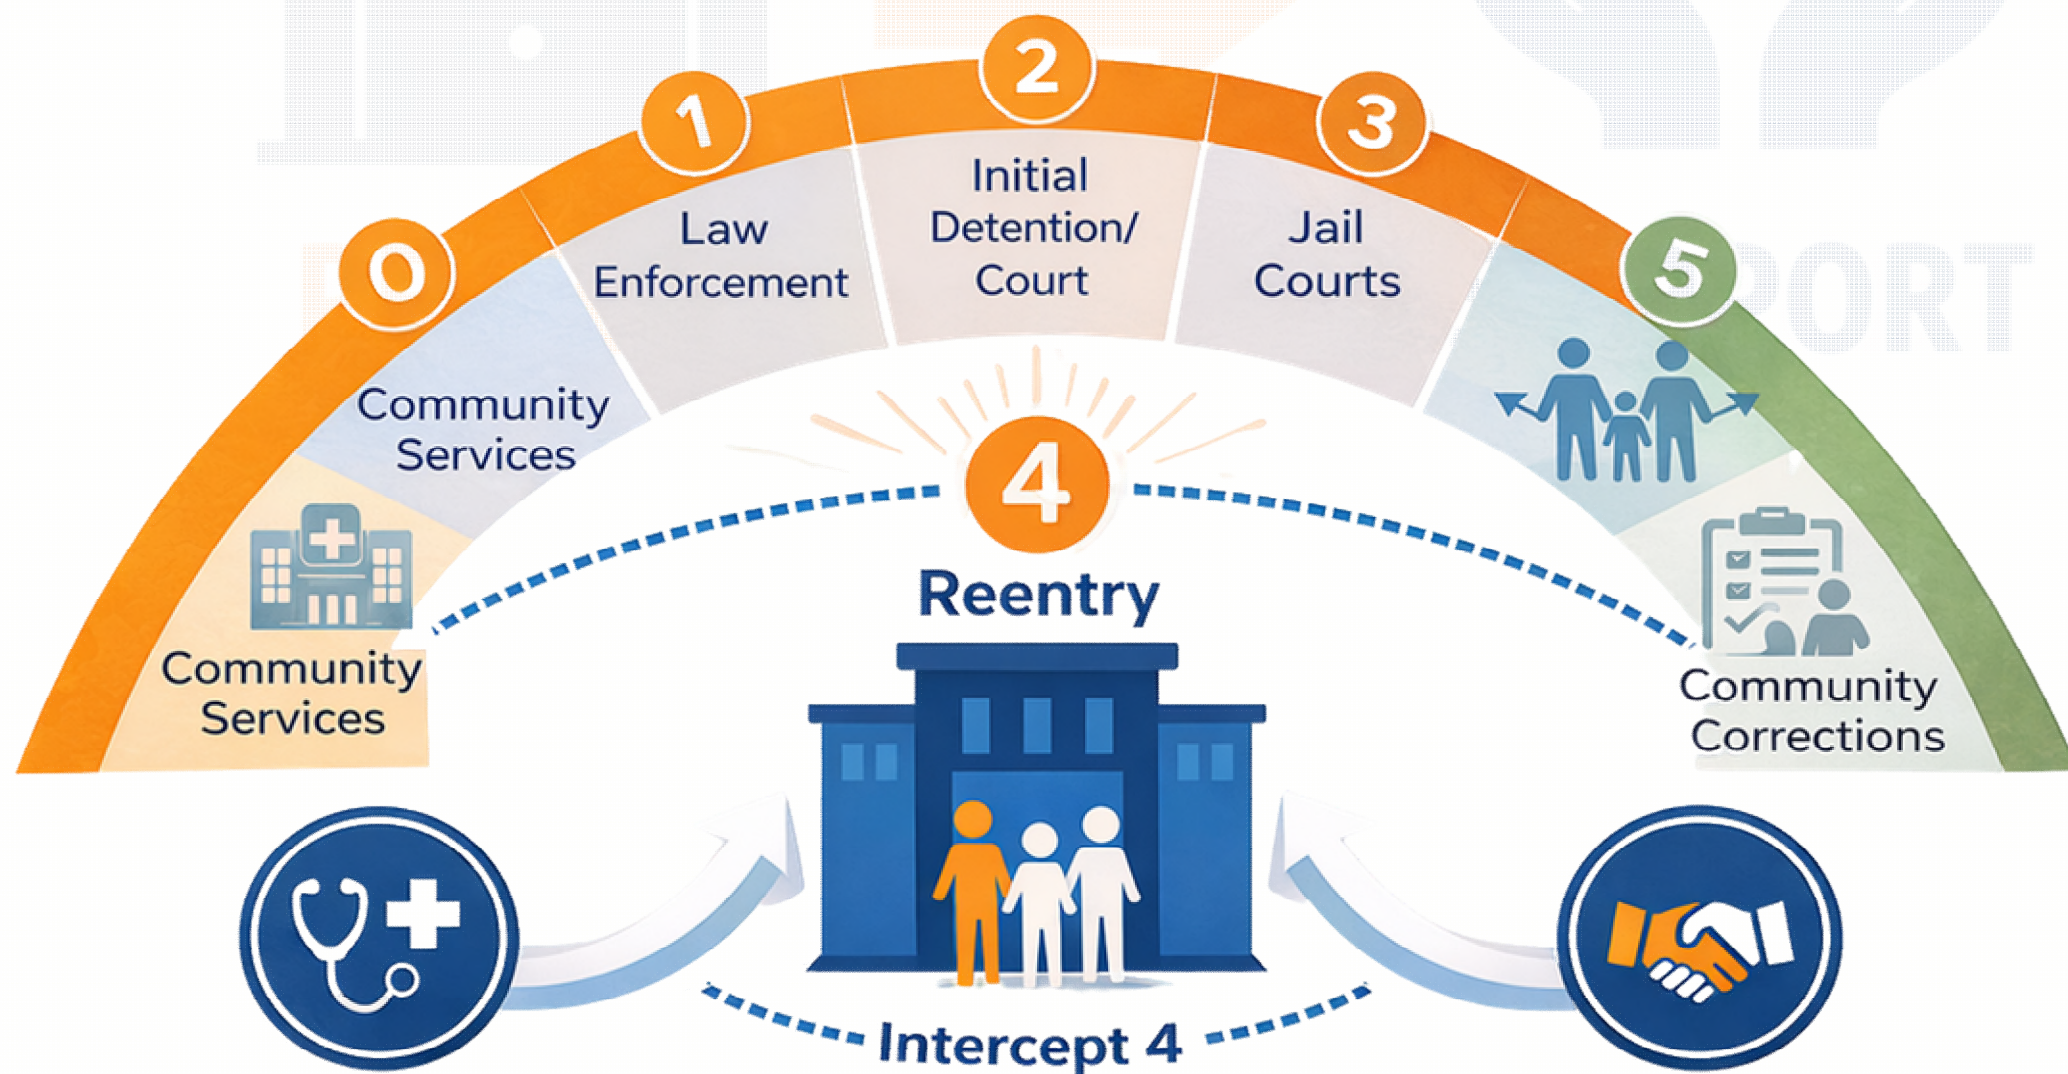 0
Community
Services
Community
Services
1
Law
Enforcement
2
Initial
Detention/
Court
3
Jail
Courts
5
PORT
Community
Corrections
4
Reentry
Intercept 4